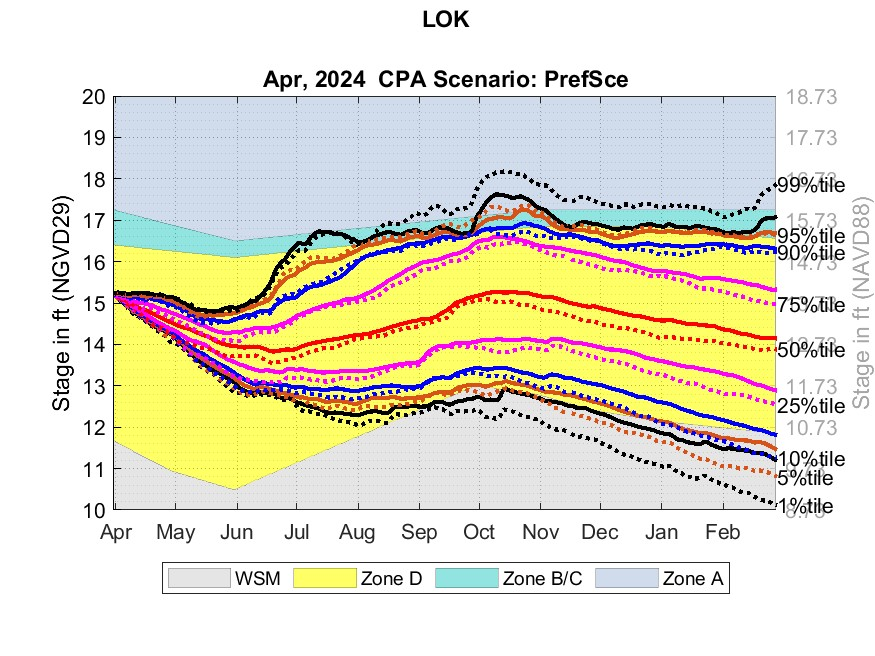 LOK
Apr, 2024 CPA Scenario: PrefSce
Stage in ft (NGVD29)
20
19
18
17
16
15
14
13
12
11
10
18.73
17.73
15.73
14.73
11.73
10.73
8.73
Stage in ft (NAVD88)
99%tile
95%tile
90%tile
75%tile
50%tile
25%tile
10%tile
5%tile
1%tile
Apr May Jun Jul Aug Sep Oct Nov Dec Jan Feb
WSM Zone D Zone B/C Zone A